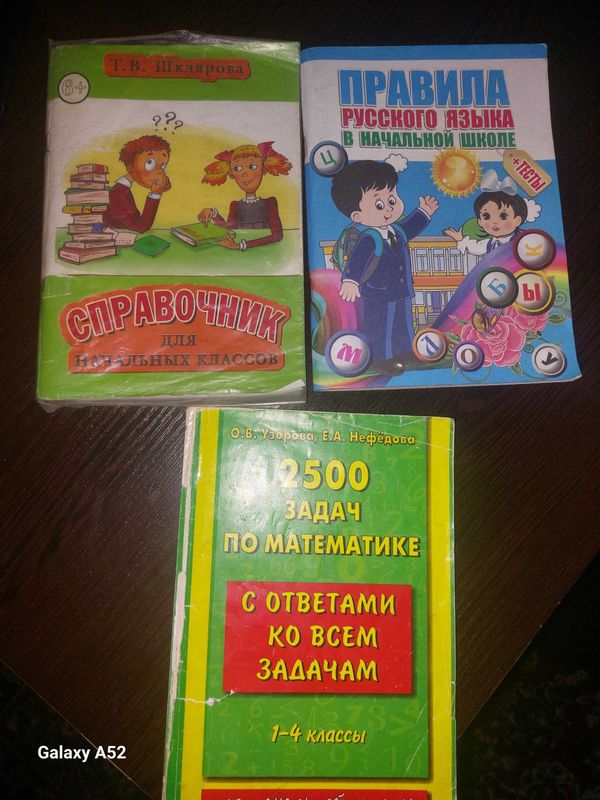 Т.В. Шклярова
6+
???
СПРАВОЧНИК
ДЛЯ
НАЧАЛЬНЫХ КЛАССОВ
ПРАВИЛА
РУССКОГО ЯЗЫКА
В НАЧАЛЬНОЙ ШКОЛЕ
+ТЕСТЫ
Ц
К
Б
Ы
М
Л
О
У
О.В. Узорова, Е.А. Нефёдова
2500
ЗАДАЧ
ПО МАТЕМАТИКЕ
С ОТВЕТАМИ
КО ВСЕМ
ЗАДАЧАМ
1-4 классы
Galaxy A52